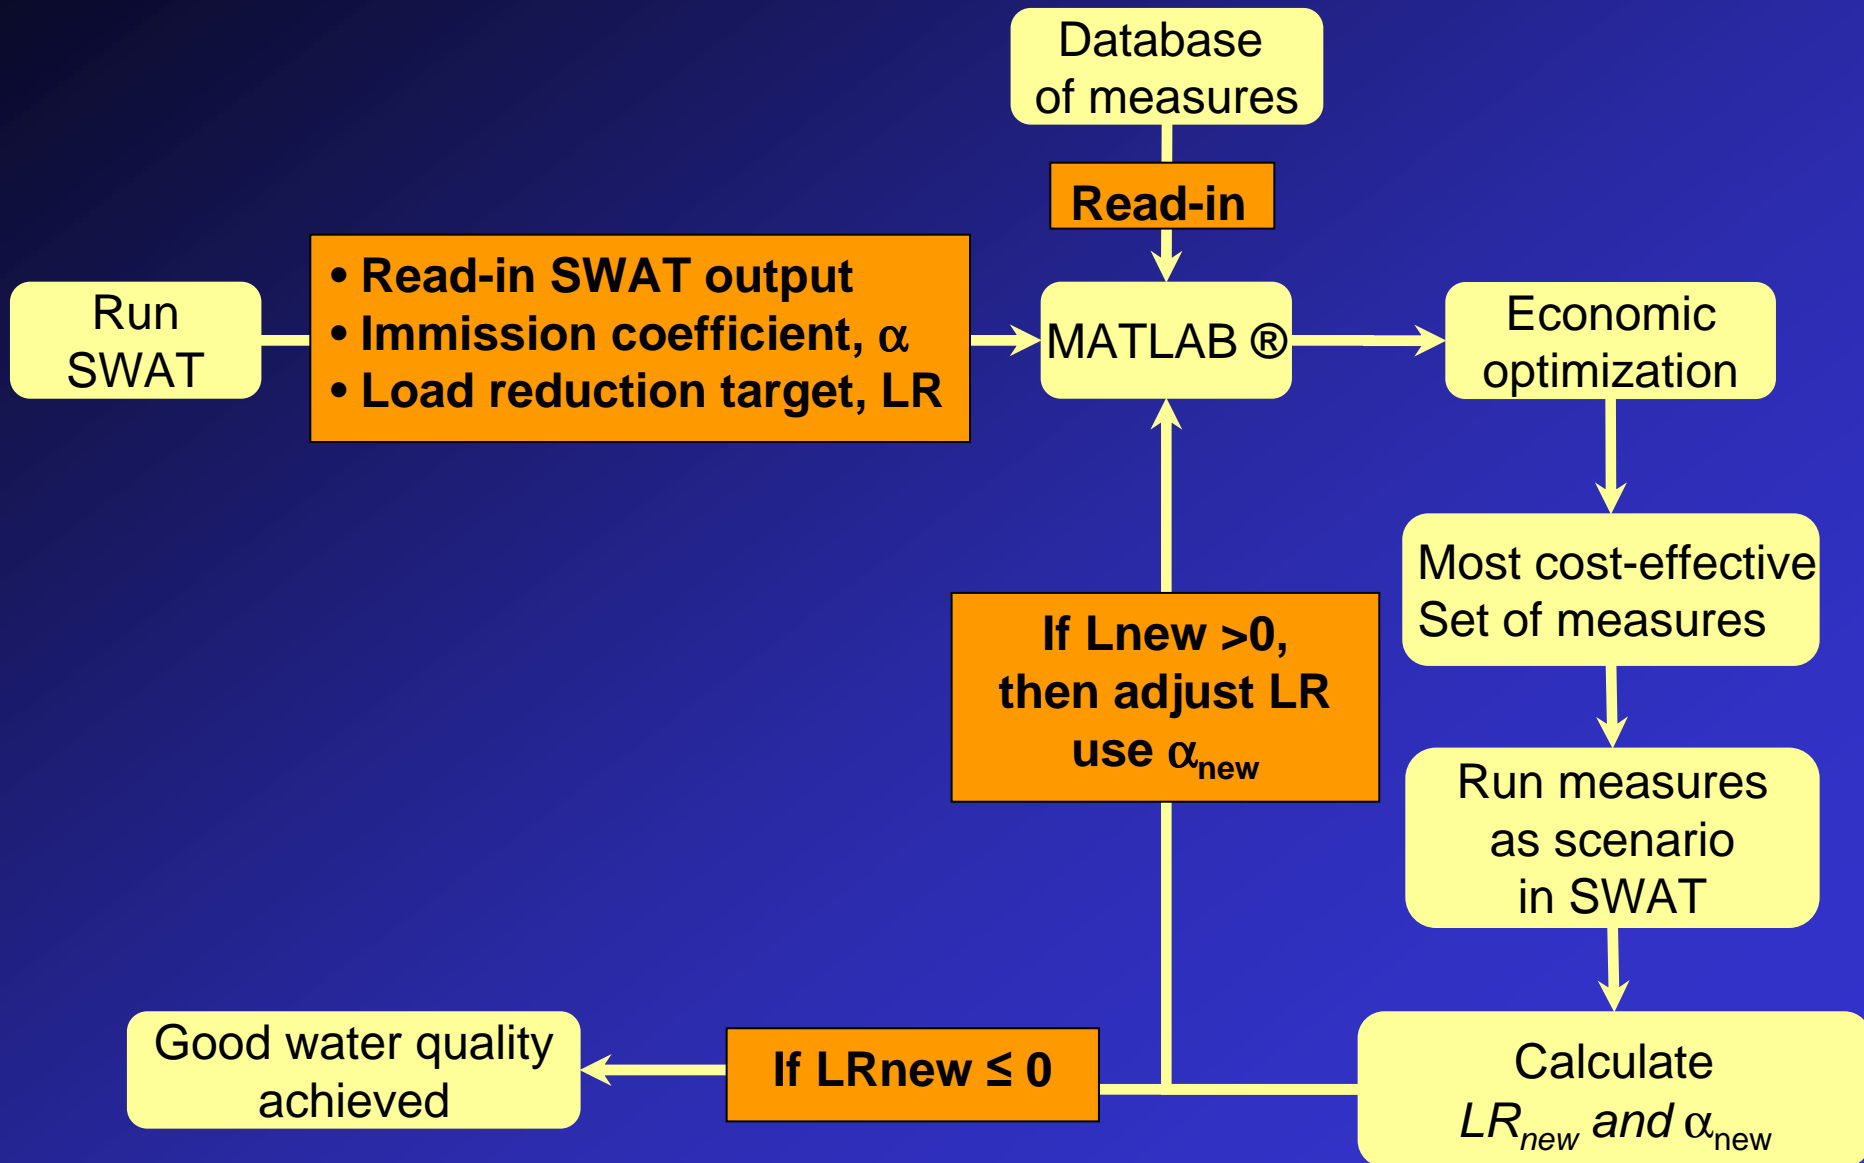 Database
of measures
Read-in
Run
SWAT
• Read-in SWAT output
• Immission coefficient, α
• Load reduction target, LR
MATLAB ®
Economic
optimization
Most cost-effective
Set of measures
If Lnew >0,
then adjust LR
use αnew
Run measures
as scenario
in SWAT
Good water quality
achieved
If LRnew ≤ 0
Calculate
LRnew and αnew